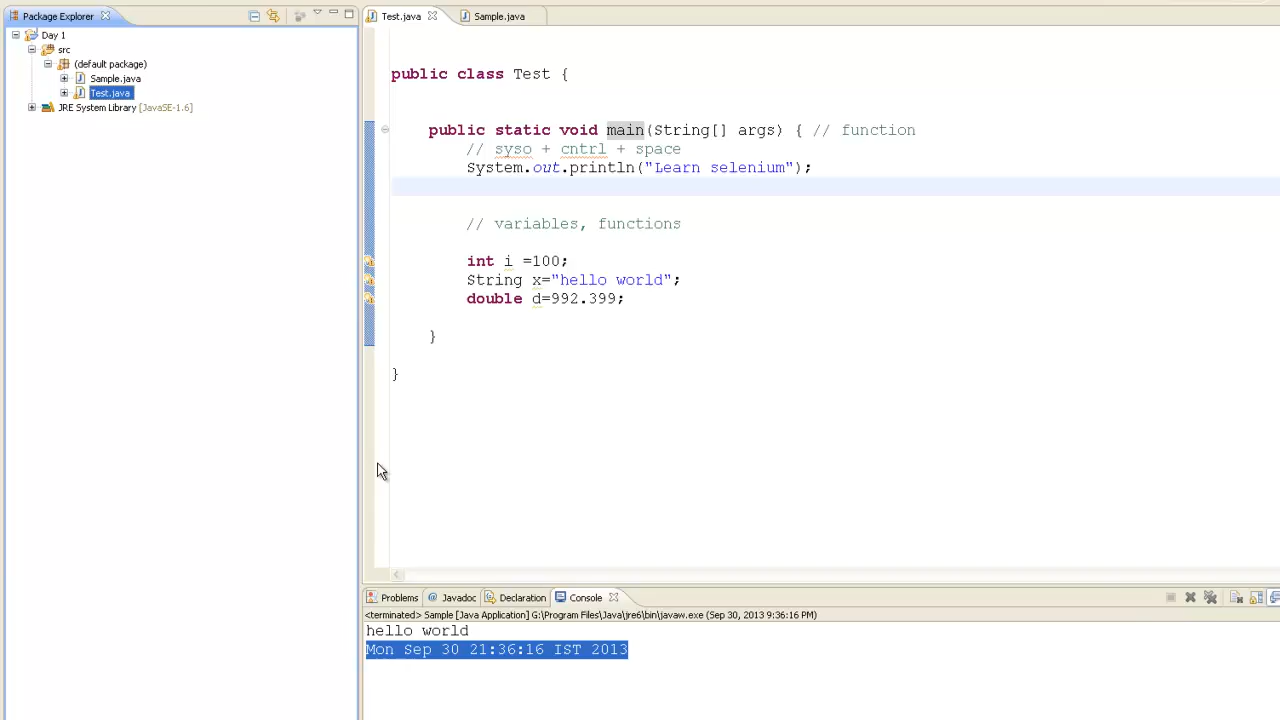 Package Explorer
Day 1
src
(default package)
Sample.java
Test.java
JRE System Library [JavaSE-1.6]
Test.java
Sample.java
public class Test {
public static void main(String[] args) { // function
// syso + cntrl + space
System.out.println("Learn selenium");
// variables, functions
int i =100;
String x="hello world";
double d=992.399;
}
}
Problems
Javadoc
Declaration
Console
<terminated> Sample [Java Application] G:\Program Files\Java\jre6\bin\javaw.exe (Sep 30, 2013 9:36:16 PM)
hello world
Mon Sep 30 21:36:16 IST 2013